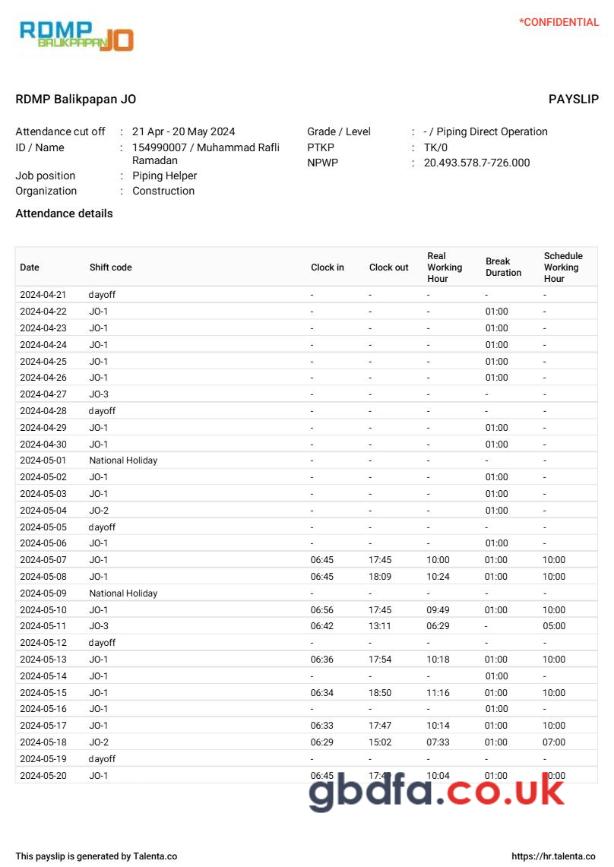 RDMP
BALIKPAPAN JO
*CONFIDENTIAL
RDMP Balikpapan JO PAYSLIP
Attendance cut off : 21 Apr - 20 May 2024 Grade / Level : - / Piping Direct Operation
ID / Name : 154990007 / Muhammad Rafli PTKP : TK/0
Ramadan NPWP : 20.493.578.7-726.000
Job position : Piping Helper
Organization : Construction
Attendance details
Date Shift code Clock in Clock out Real Working Hour Break Duration Schedule Working Hour
2024-04-21 dayoff - - - - -
2024-04-22 JO-1 - - - 01:00 -
2024-04-23 JO-1 - - - 01:00 -
2024-04-24 JO-1 - - - 01:00 -
2024-04-25 JO-1 - - - 01:00 -
2024-04-26 JO-1 - - - 01:00 -
2024-04-27 JO-3 - - - - -
2024-04-28 dayoff - - - - -
2024-04-29 JO-1 - - - 01:00 -
2024-04-30 JO-1 - - - 01:00 -
2024-05-01 National Holiday - - - - -
2024-05-02 JO-1 - - - 01:00 -
2024-05-03 JO-1 - - - 01:00 -
2024-05-04 JO-2 - - - 01:00 -
2024-05-05 dayoff - - - - -
2024-05-06 JO-1 - - - 01:00 -
2024-05-07 JO-1 06:45 17:45 10:00 01:00 10:00
2024-05-08 JO-1 06:45 18:09 10:24 01:00 10:00
2024-05-09 National Holiday - - - - -
2024-05-10 JO-1 06:56 17:45 09:49 01:00 10:00
2024-05-11 JO-3 06:42 13:11 06:29 - 05:00
2024-05-12 dayoff - - - - -
2024-05-13 JO-1 06:36 17:54 10:18 01:00 10:00
2024-05-14 JO-1 - - - 01:00 -
2024-05-15 JO-1 06:34 18:50 11:16 01:00 10:00
2024-05-16 JO-1 - - - 01:00 -
2024-05-17 JO-1 06:33 17:47 10:14 01:00 10:00
2024-05-18 JO-2 06:29 15:02 07:33 01:00 07:00
2024-05-19 dayoff - - - - -
2024-05-20 JO-1 06:45 10:04 01:00
gbdfa.co.uk
This payslip is generated by Talenta.co https://hr.talenta.co